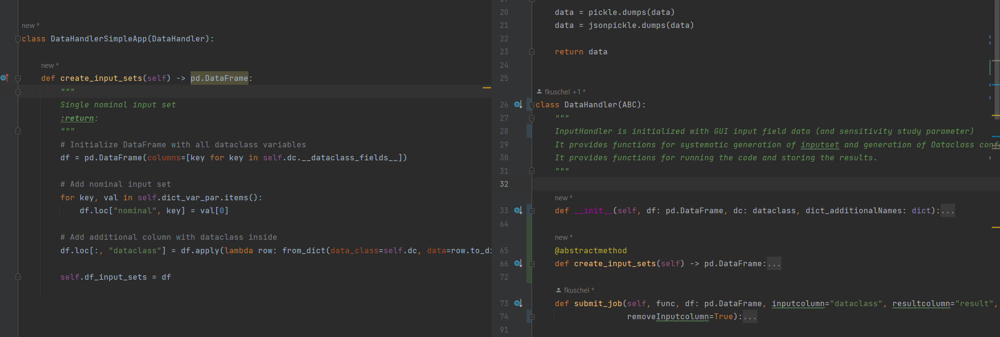 new *
class DataHandlerSimpleApp(DataHandler):
new *
def create_input_sets(self) -> pd.DataFrame:
"""
Single nominal input set
:return:
"""
# Initialize DataFrame with all dataclass variables
df = pd.DataFrame(columns=[key for key in self.dc.__dataclass_fields__])
# Add nominal input set
for key, val in self.dict_var_par.items():
df.loc["nominal", key] = val[0]
# Add additional column with dataclass inside
df.loc[:, "dataclass"] = df.apply(lambda row: from_dict(data_class=self.dc, data=row.to_di
self.df_input_sets = df
20 data = pickle.dumps(data)
21 data = jsonpickle.dumps(data)
22
23 return data
24
25
fkuschel +1 *
26 class DataHandler(ABC):
27 """
28 InputHandler is initialized with GUI input field data (and sensitivity study parameter)
29 It provides functions for systematic generation of inputset and generation of Dataclass conf
30 It provides functions for running the code and storing the results.
31 """
32
new *
33 def __init__(self, df: pd.DataFrame, dc: dataclass, dict_additionalNames: dict):...
64
new *
65 @abstractmethod
66 def create_input_sets(self) -> pd.DataFrame:...
72
fkuschel *
73 def submit_job(self, func, df: pd.DataFrame, inputcolumn="dataclass", resultcolumn="result",
74 removeInputcolumn=True):...
91